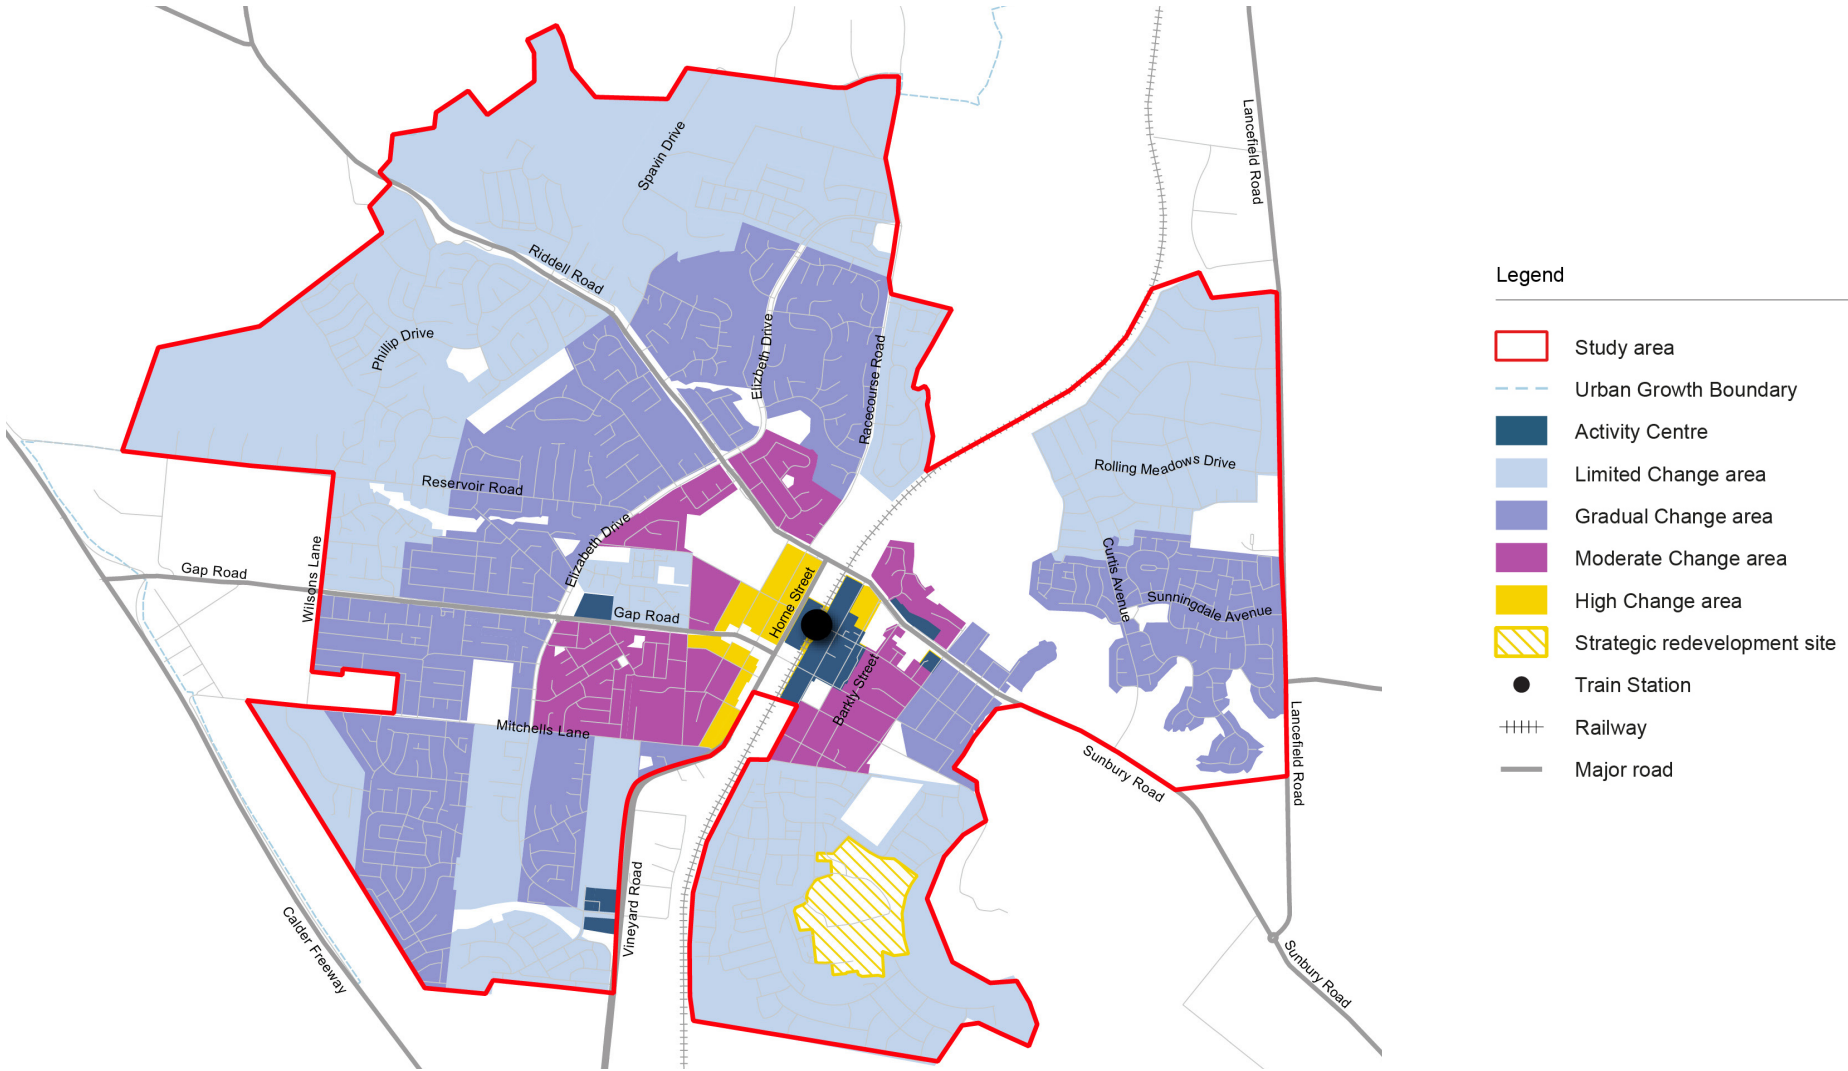 Spavin Drive
Lancefield Road
Riddell Road
Phillip Drive
Elizbeth Drive
Racecourse Road
Rolling Meadows Drive
Reservoir Road
Elizabeth Drive
Curtis Avenue
Sunningdale Avenue
Wilsons Lane
Gap Road
Gap Road
Home Street
Barkly Street
Mitchells Lane
Sunbury Road
Lancefield Road
Vineyard Road
Calder Freeway
Sunbury Road
Legend
Study area
Urban Growth Boundary
Activity Centre
Limited Change area
Gradual Change area
Moderate Change area
High Change area
Strategic redevelopment site
Train Station
Railway
Major road